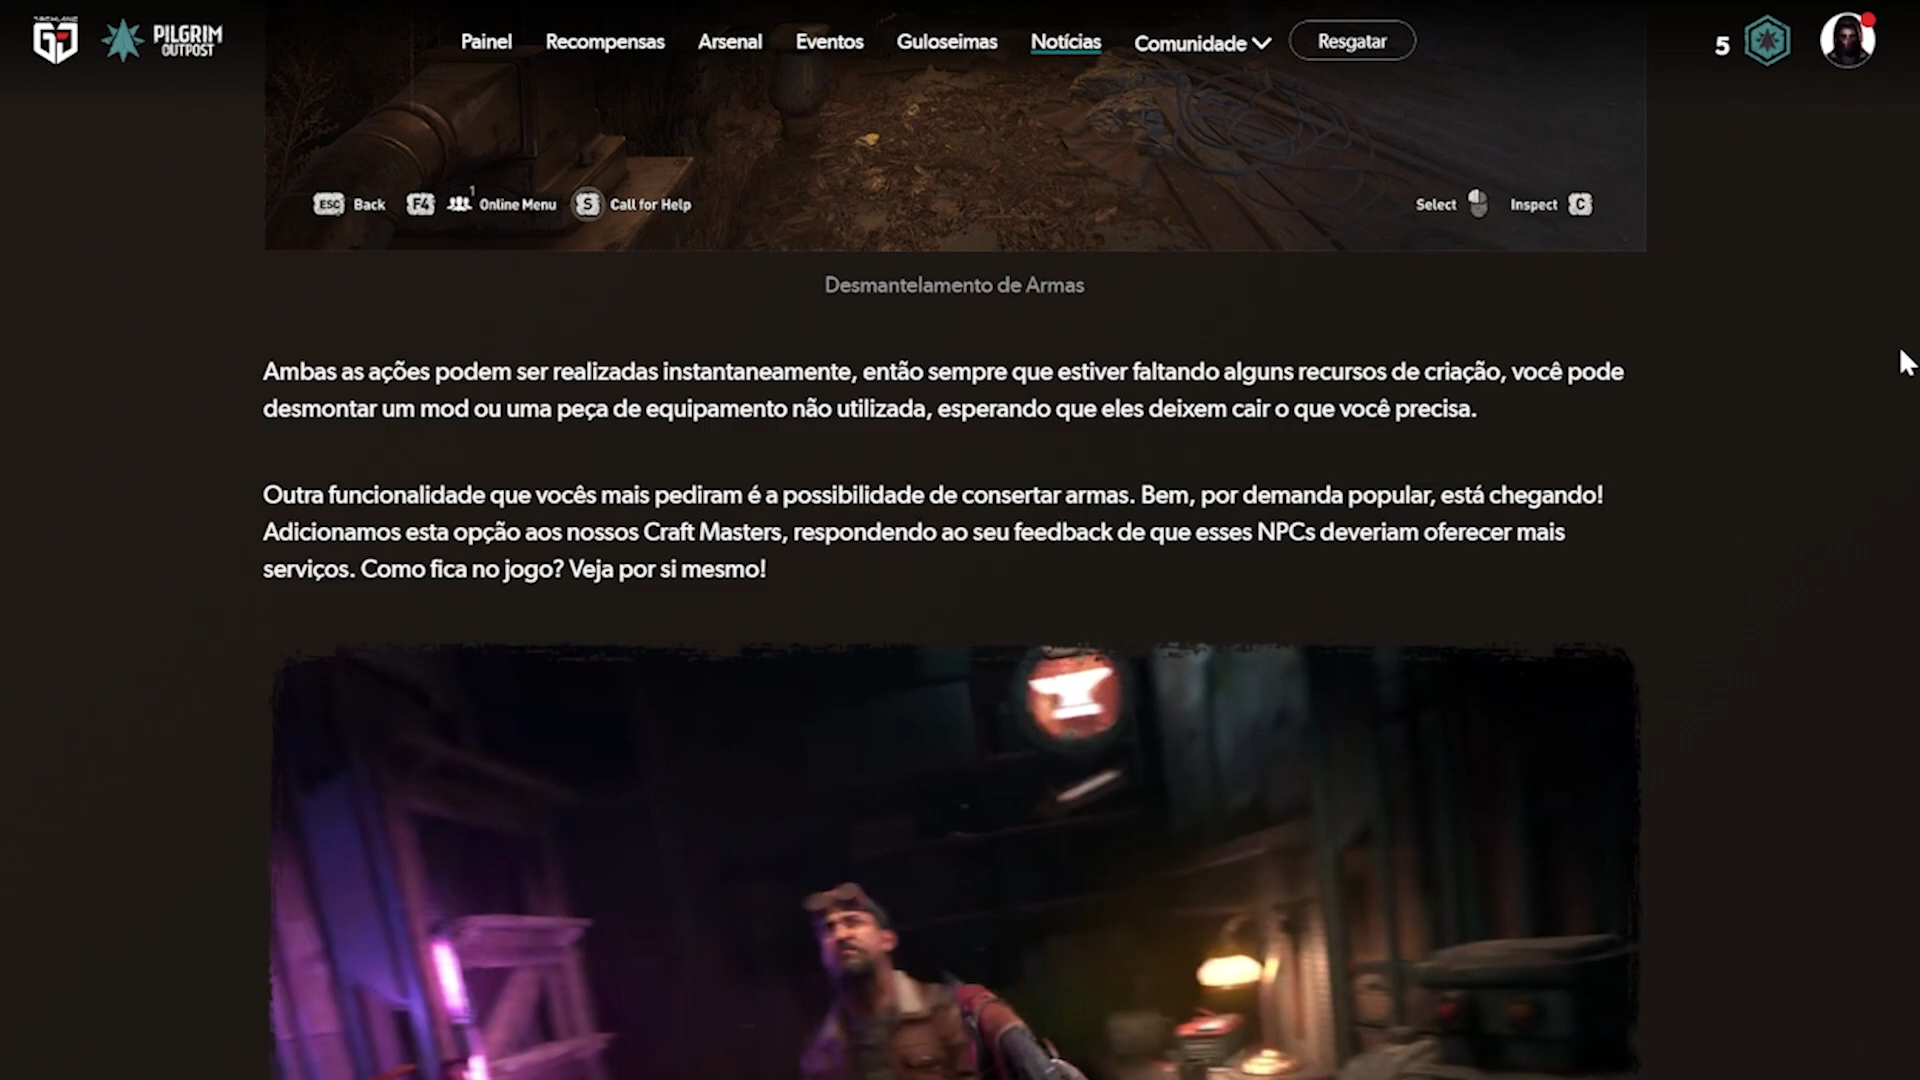 TECHLAND
GG
PILGRIM
OUTPOST
Painel
Recompensas
Arsenal
Eventos
Guloseimas
Notícias
Comunidade
Resgatar
5
ESC Back
F4 1 Online Menu
S Call for Help
Select
Inspect C
Desmantelamento de Armas
Ambas as ações podem ser realizadas instantaneamente, então sempre que estiver faltando alguns recursos de criação, você pode
desmontar um mod ou uma peça de equipamento não utilizada, esperando que eles deixem cair o que você precisa.
Outra funcionalidade que vocês mais pediram é a possibilidade de consertar armas. Bem, por demanda popular, está chegando!
Adicionamos esta opção aos nossos Craft Masters, respondendo ao seu feedback de que esses NPCs deveriam oferecer mais
serviços. Como fica no jogo? Veja por si mesmo!